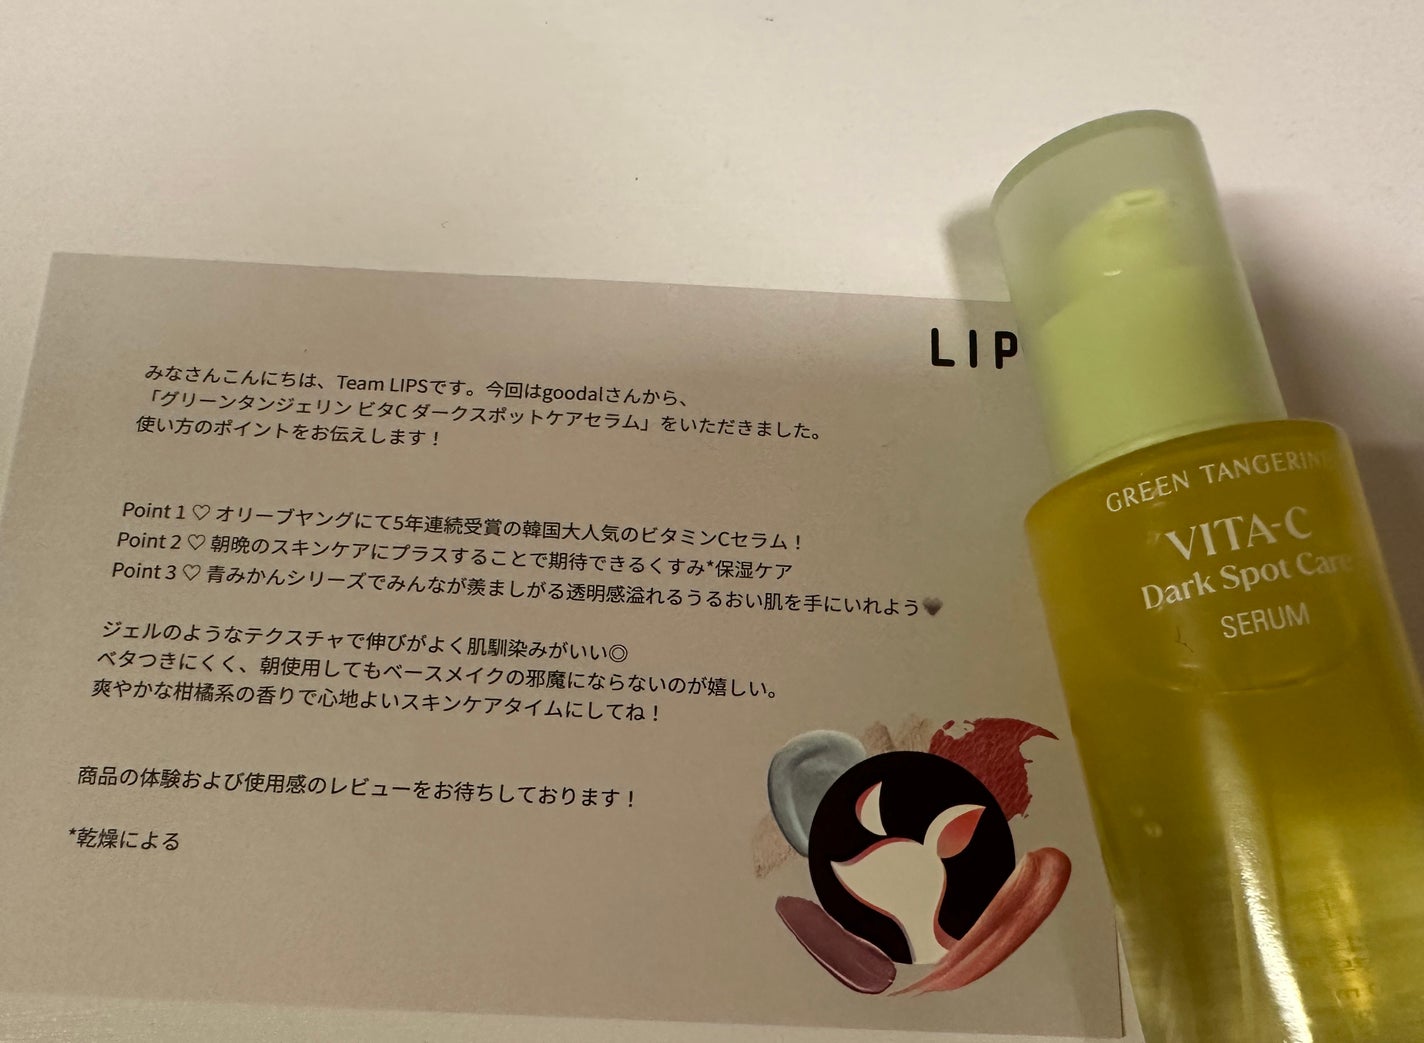 LIP
みなさんこんにちは、Team LIPSです。今回はgoodalさんから、
「グリーンタンジェリン ビタC ダークスポットケアセラム」をいただきました。
使い方のポイントをお伝えします！
Point 1 ♡ オリーブヤングにて5年連続受賞の韓国大人気のビタミンCセラム！
Point 2 ♡ 朝晩のスキンケアにプラスすることで期待できるくすみ*保湿ケア
Point 3 ♡ 青みかんシリーズでみんなが羨ましがる透明感溢れるうるおい肌を手にいれよう🖤
ジェルのようなテクスチャで伸びがよく肌馴染みがいい◎
ベタつきにくく、朝使用してもベースメイクの邪魔にならないのが嬉しい。
爽やかな柑橘系の香りで心地よいスキンケアタイムにしてね！
商品の体験および使用感のレビューをお待ちしております！
*乾燥による
GREEN TANGERINE
VITA-C
Dark Spot Care
SERUM